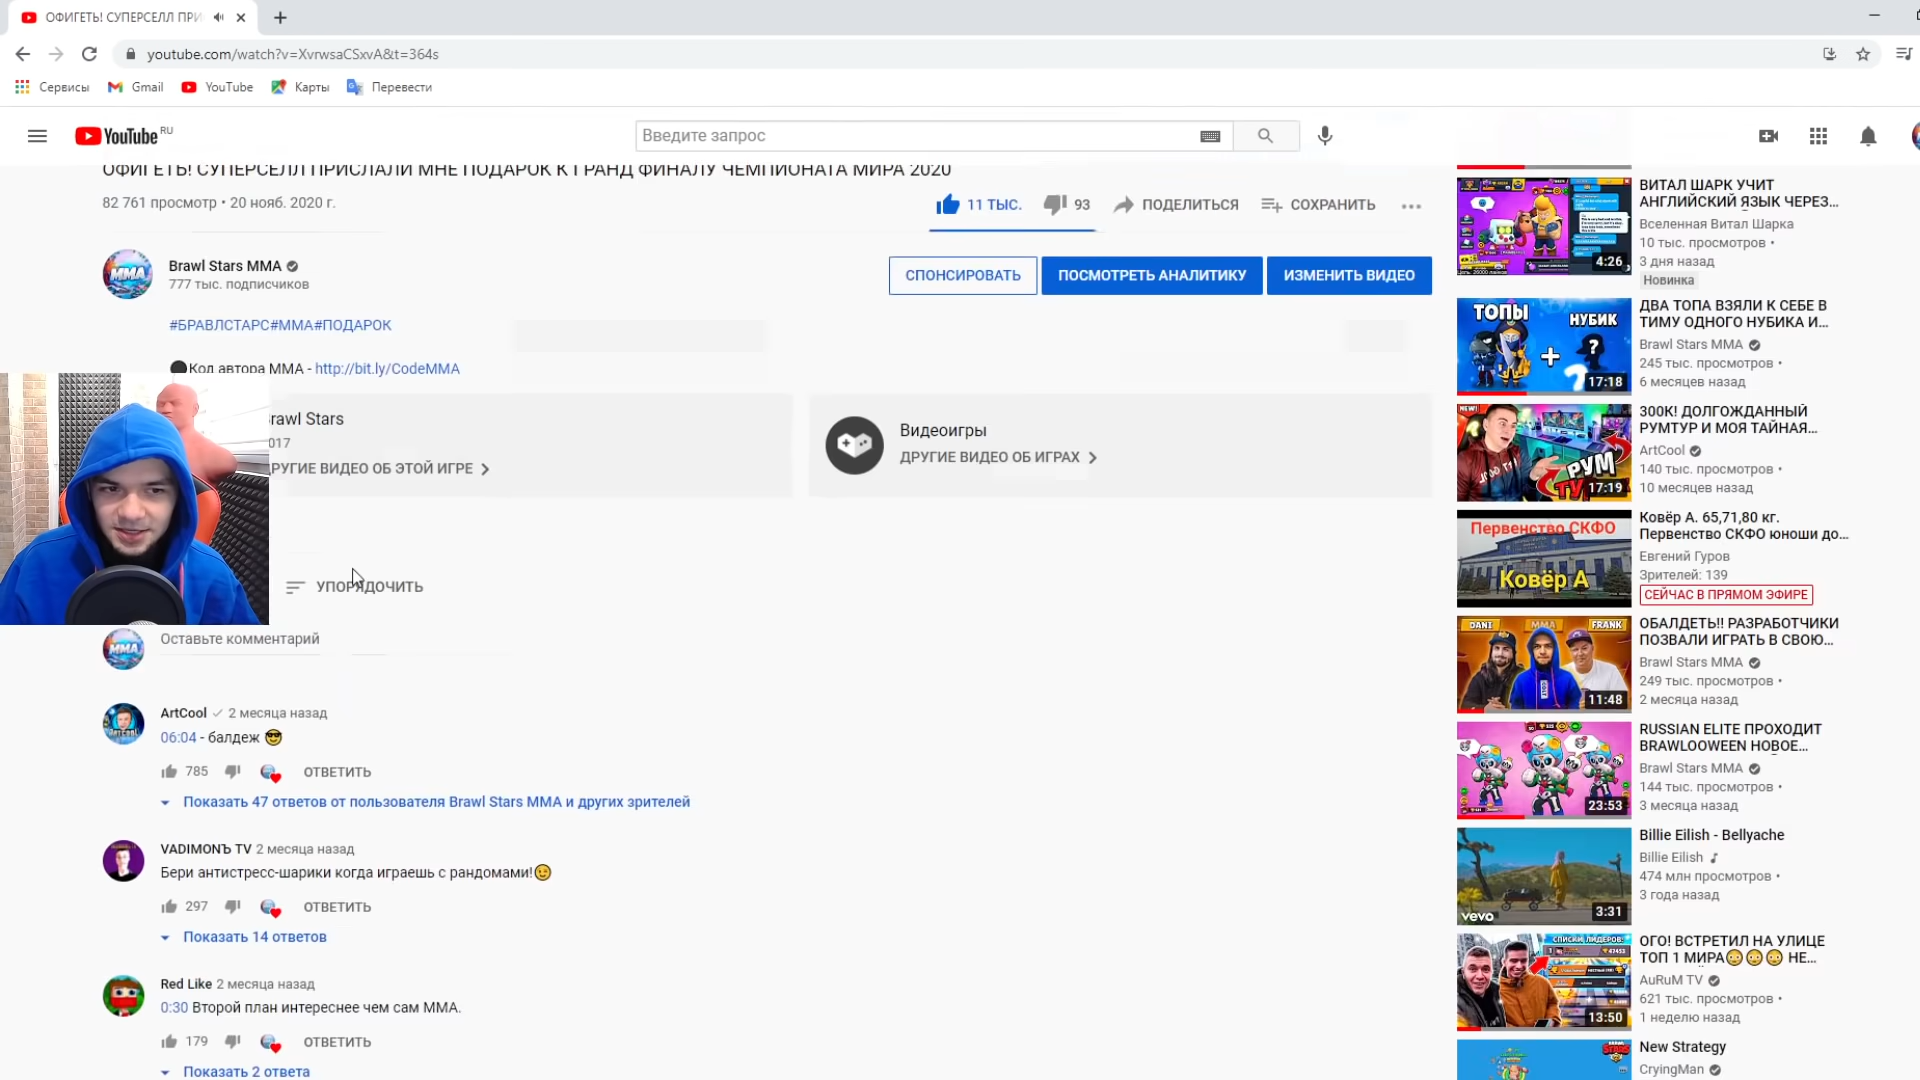 ОФИГЕТЬ! СУПЕРСЕЛЛ ПРИ
youtube.com/watch?v=XvrwsaCSxvA&t=364s
Сервисы
Gmail
YouTube
Карты
Перевести
YouTube RU
Введите запрос
ОФИГЕТЬ! СУПЕРСЕЛЛ ПРИСЛАЛИ МНЕ ПОДАРОК К ГРАНД ФИНАЛУ ЧЕМПИОНАТА МИРА 2020
82 761 просмотр • 20 нояб. 2020 г.
11 ТЫС.
93
ПОДЕЛИТЬСЯ
СОХРАНИТЬ
MMA
Brawl Stars MMA
777 тыс. подписчиков
СПОНСИРОВАТЬ
ПОСМОТРЕТЬ АНАЛИТИКУ
ИЗМЕНИТЬ ВИДЕО
#БРАВЛСТАРС#ММА#ПОДАРОК
Код автора MMA - http://bit.ly/CodeMMA
rawl Stars
017
РУГИЕ ВИДЕО ОБ ЭТОЙ ИГРЕ
Видеоигры
ДРУГИЕ ВИДЕО ОБ ИГРАХ
УПОРЯДОЧИТЬ
MMA
Оставьте комментарий
ArtCool 2 месяца назад
06:04 - балдеж 😎
785
ОТВЕТИТЬ
Показать 47 ответов от пользователя Brawl Stars MMA и других зрителей
VADIMONЪ TV 2 месяца назад
Бери антистресс-шарики когда играешь с рандомами!😉
297
ОТВЕТИТЬ
Показать 14 ответов
Red Like 2 месяца назад
0:30 Второй план интереснее чем сам ММА.
179
ОТВЕТИТЬ
Показать 2 ответа
4:26
ВИТАЛ ШАРК УЧИТ
АНГЛИЙСКИЙ ЯЗЫК ЧЕРЕЗ...
Вселенная Витал Шарка
10 тыс. просмотров •
3 дня назад
Новинка
ТОПЫ
НУБИК
+
?
17:18
ДВА ТОПА ВЗЯЛИ К СЕБЕ В
ТИМУ ОДНОГО НУБИКА И...
Brawl Stars MMA
245 тыс. просмотров •
6 месяцев назад
NEW!
РУМ
ТУ
17:19
300К! ДОЛГОЖДАННЫЙ
РУМТУР И МОЯ ТАЙНАЯ...
ArtCool
140 тыс. просмотров •
10 месяцев назад
Первенство СКФО
Ковёр А
Ковёр А. 65,71,80 кг.
Первенство СКФО юноши до...
Евгений Гуров
Зрителей: 139
СЕЙЧАС В ПРЯМОМ ЭФИРЕ
DANI
MMA
FRANK
11:48
ОБАЛДЕТЬ!! РАЗРАБОТЧИКИ
ПОЗВАЛИ ИГРАТЬ В СВОЮ...
Brawl Stars MMA
249 тыс. просмотров •
2 месяца назад
23:53
RUSSIAN ELITE ПРОХОДИТ
BRAWLOOWEEN НОВОЕ...
Brawl Stars MMA
144 тыс. просмотров •
3 месяца назад
vevo
3:31
Billie Eilish - Bellyache
Billie Eilish
474 млн просмотров •
3 года назад
СПИСКИ ЛИДЕРОВ
13:50
ОГО! ВСТРЕТИЛ НА УЛИЦЕ
ТОП 1 МИРА😳😳😳 НЕ...
AuRuM TV
621 тыс. просмотров •
1 неделю назад
New Strategy
CryingMan